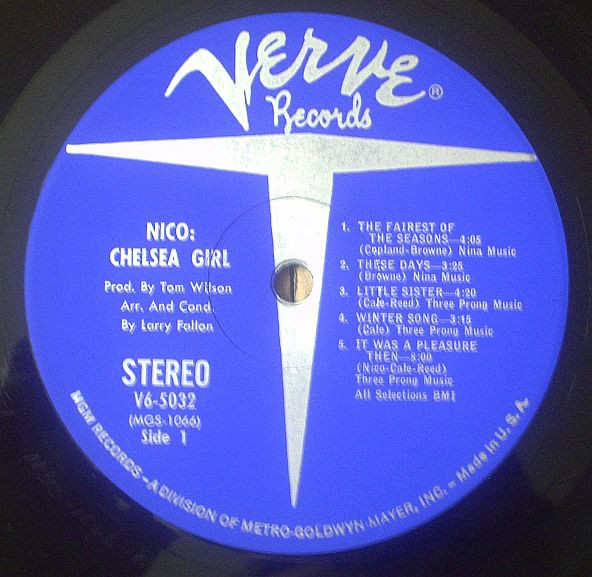 Verve®
Records
NICO:
CHELSEA GIRL
Prod. By Tom Wilson
Arr. And Cond.
By Larry Fallon
STEREO
V6-5032
(MGS-1066)
Side 1
1. THE FAIREST OF
THE SEASONS—4:05
(Copland-Browne) Nina Music
2. THESE DAYS—3:25
(Browne) Nina Music
3. LITTLE SISTER—4:20
(Cale-Reed) Three Prong Music
4. WINTER SONG—3:15
(Cale) Three Prong Music
5. IT WAS A PLEASURE
THEN—8:00
(Nico-Cale-Reed)
Three Prong Music
All Selections BMI
MGM RECORDS – A DIVISION OF METRO-GOLDWYN-MAYER, INC. – Made in U. S. A.